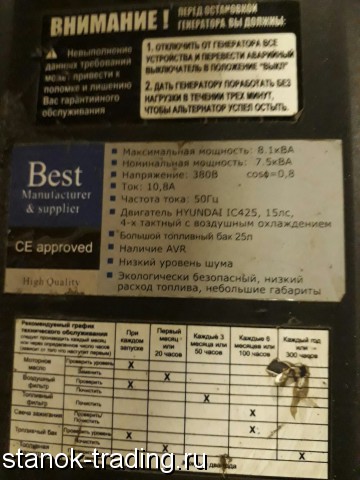 ВНИМАНИЕ!
ПЕРЕД ОСТАНОВКОЙ
ГЕНЕРАТОРА ВЫ ДОЛЖНЫ:
Невыполнение
данных требований
может привести к
поломке и лишению
Вас гарантийного
обслуживания
1. ОТКЛЮЧИТЬ ОТ ГЕНЕРАТОРА ВСЕ
УСТРОЙСТВА И ПЕРЕВЕСТИ АВАРИЙНЫЙ
ВЫКЛЮЧАТЕЛЬ В ПОЛОЖЕНИЕ "ВЫКЛ"
2. ДАТЬ ГЕНЕРАТОРУ ПОРАБОТАТЬ БЕЗ
НАГРУЗКИ В ТЕЧЕНИИ ТРЕХ МИНУТ,
ЧТОБЫ АЛЬТЕРНАТОР УСПЕЛ ОСТЫТЬ.
Best
Manufacturer
& supplier
CE approved
High Quality
Максимальная мощность: 8.1кВА
Номинальная мощность: 7.5кВА
Напряжение: 380В cosф=0,8
Ток: 10,8А
Частота тока: 50Гц
Двигатель HYUNDAI IC425, 15лс,
4-х тактный с воздушным охлаждением
Большой топливный бак 25л
Наличие AVR
Низкий уровень шума
Экологически безопасный, низкий
расход топлива, небольшие габариты
Рекомендуемый график
технического обслуживания
При
каждом
запуске
Первый
месяц
или
20 часов
Каждые 3
месяца или
50 часов
Каждые 6
месяцев или
100 часов
Каждый год
или
300 часов
Моторное
масло
Проверить уровень
X
Заменить
X
Воздушный
фильтр
Проверить
X
Очистить
X
Топливный
фильтр
Свеча зажигания
Проверить/
Почистить
X
Топливный бак
stanok-trading.ru